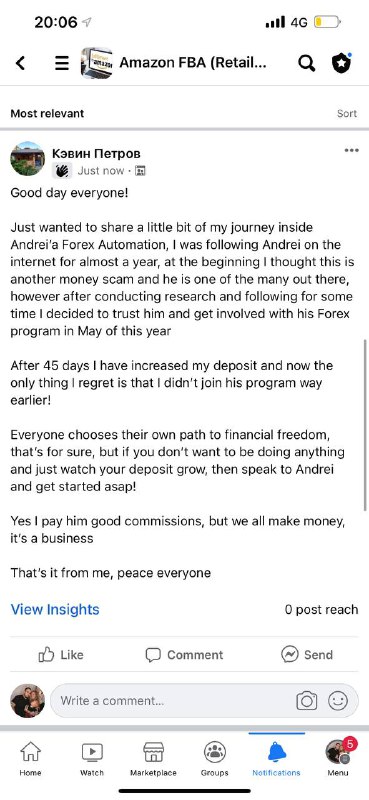 20:06
4G
Amazon FBA (Retail...
Most relevant
Sort
Кэвин Петров
Just now ·
Good day everyone!
Just wanted to share a little bit of my journey inside
Andrei'a Forex Automation, I was following Andrei on the
internet for almost a year, at the beginning I thought this is
another money scam and he is one of the many out there,
however after conducting research and following for some
time I decided to trust him and get involved with his Forex
program in May of this year
After 45 days I have increased my deposit and now the
only thing I regret is that I didn't join his program way
earlier!
Everyone chooses their own path to financial freedom,
that's for sure, but if you don't want to be doing anything
and just watch your deposit grow, then speak to Andrei
and get started asap!
Yes I pay him good commissions, but we all make money,
it's a business
That's it from me, peace everyone
View Insights
0 post reach
Like
Comment
Send
Write a comment...
5
Home
Watch
Marketplace
Groups
Notifications
Menu